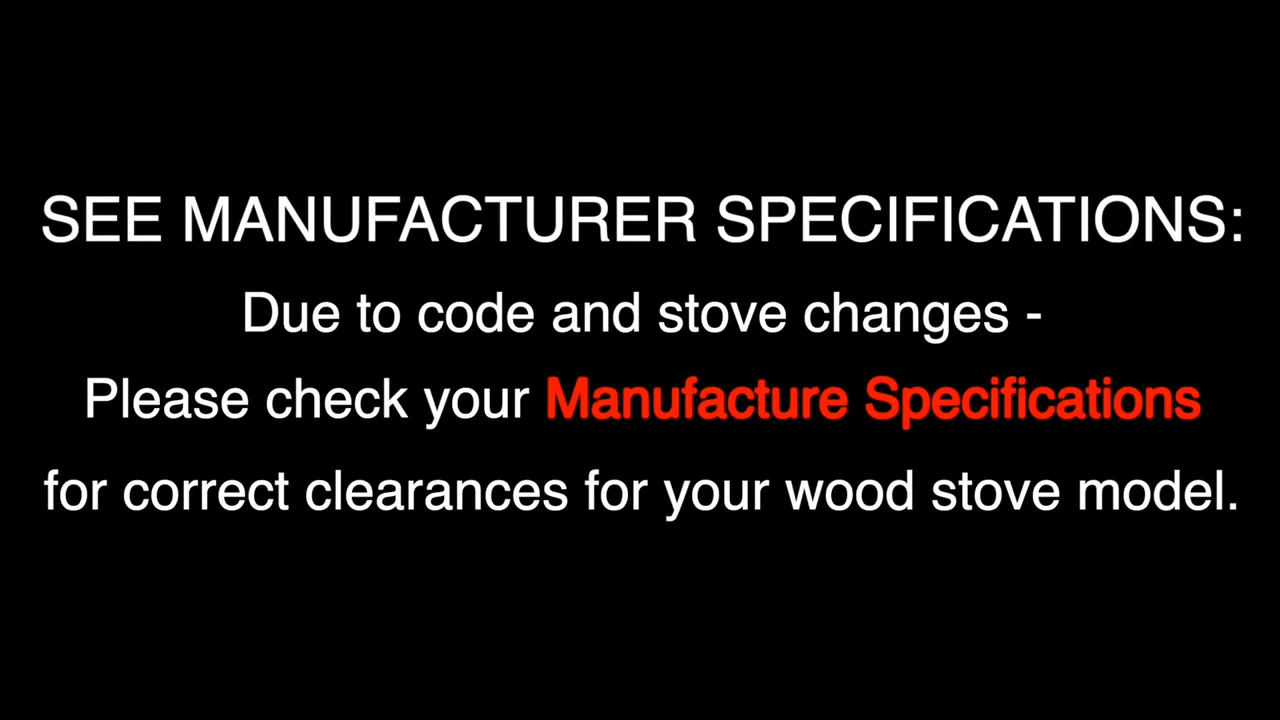 SEE MANUFACTURER SPECIFICATIONS:
Due to code and stove changes -
Please check your Manufacture Specifications
for correct clearances for your wood stove model.